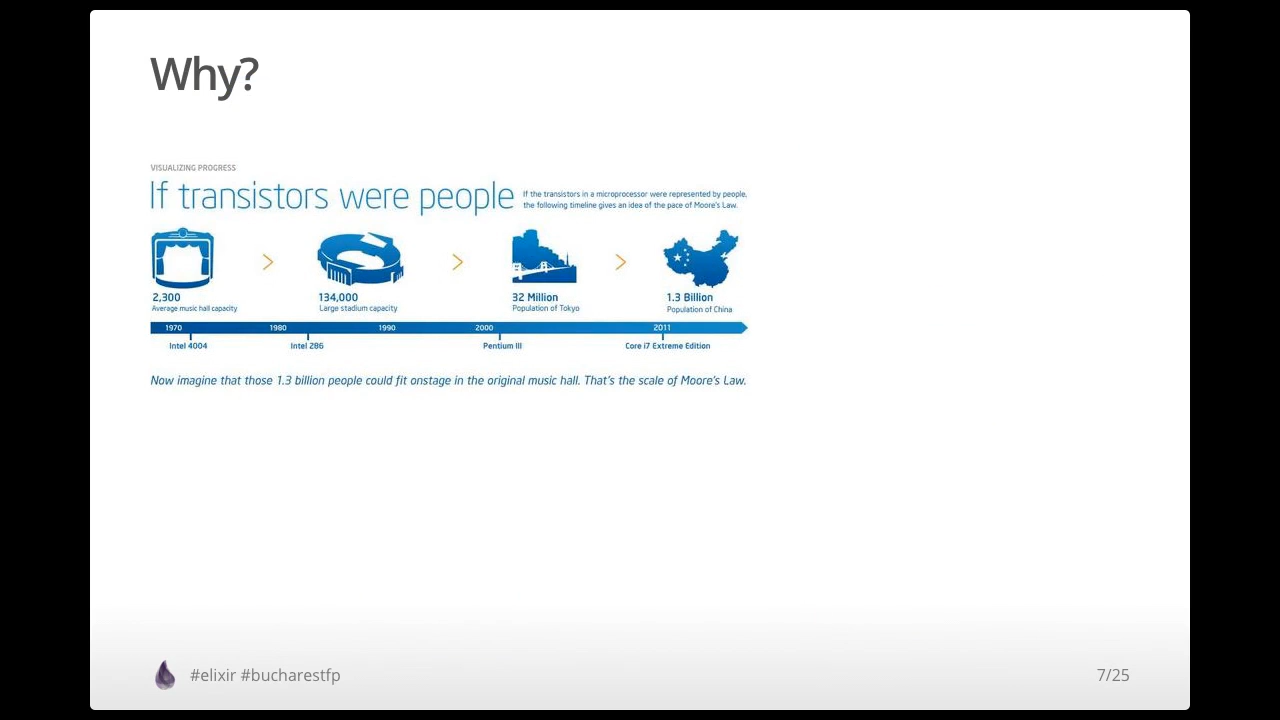 Why?
VISUALIZING PROGRESS
If transistors were people
If the transistors in a microprocessor were represented by people,
the following timeline gives an idea of the pace of Moore's Law.
2,300
Average music hall capacity
134,000
Large stadium capacity
32 Million
Population of Tokyo
1.3 Billion
Population of China
1970 1980 1990 2000 2011
Intel 4004 Intel 286 Pentium III Core i7 Extreme Edition
Now imagine that those 1.3 billion people could fit onstage in the original music hall. That's the scale of Moore's Law.
#elixir #bucharestfp
7/25